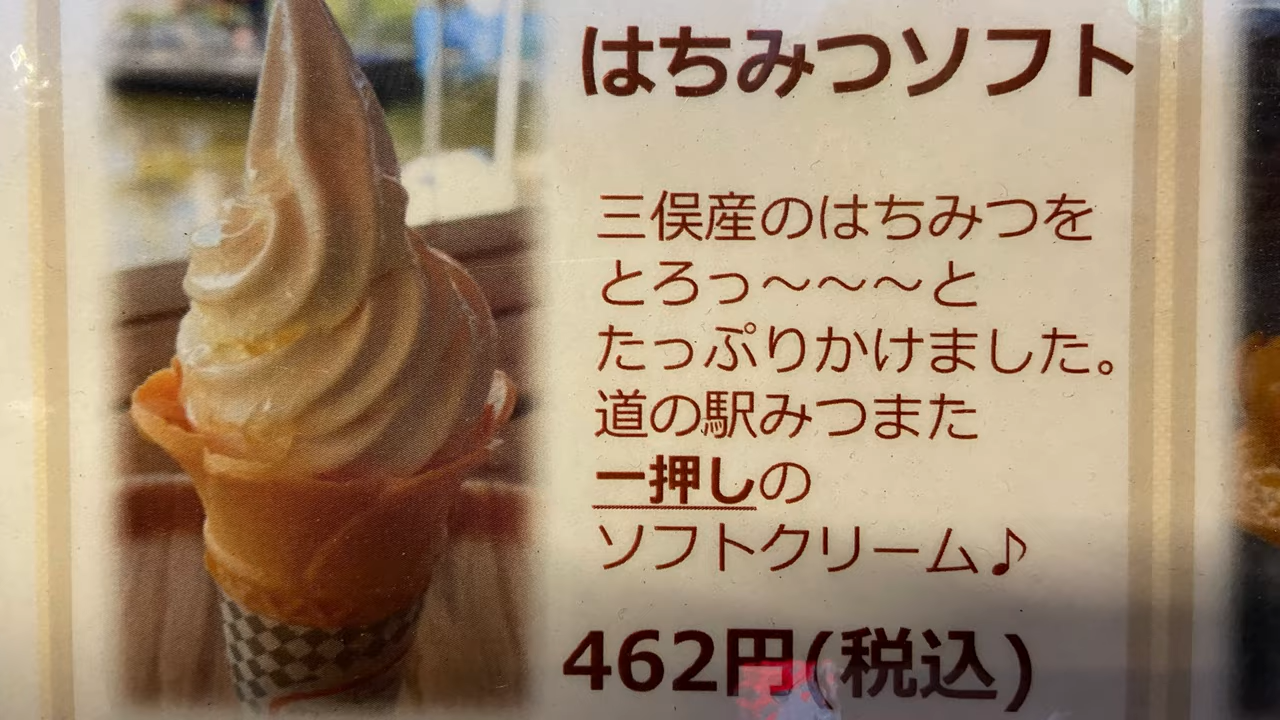 はちみつソフト
三俣産のはちみつを
とろっ～～～と
たっぷりかけました。
道の駅みつまた
一押しの
ソフトクリーム♪
462円(税込)